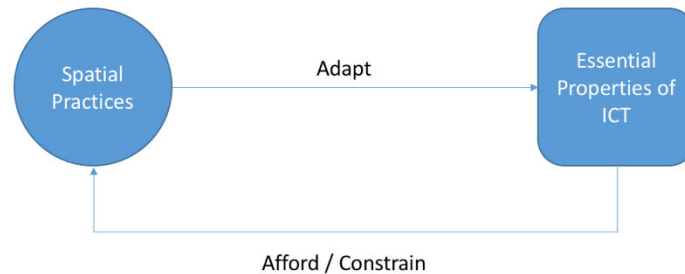 Spatial
Practices
Adapt
Essential
Properties of
ICT
Afford / Constrain